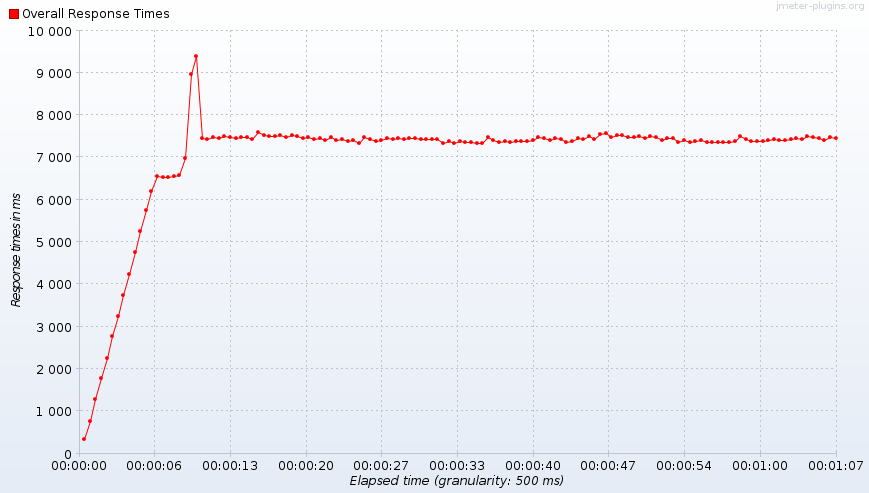 jmeter-plugins.org
Overall Response Times
10 000
9 000
8 000
7 000
6 000
5 000
4 000
3 000
2 000
1 000
0
Response times in ms
00:00:00 00:00:06 00:00:13 00:00:20 00:00:27 00:00:33 00:00:40 00:00:47 00:00:54 00:01:00 00:01:07
Elapsed time (granularity: 500 ms)